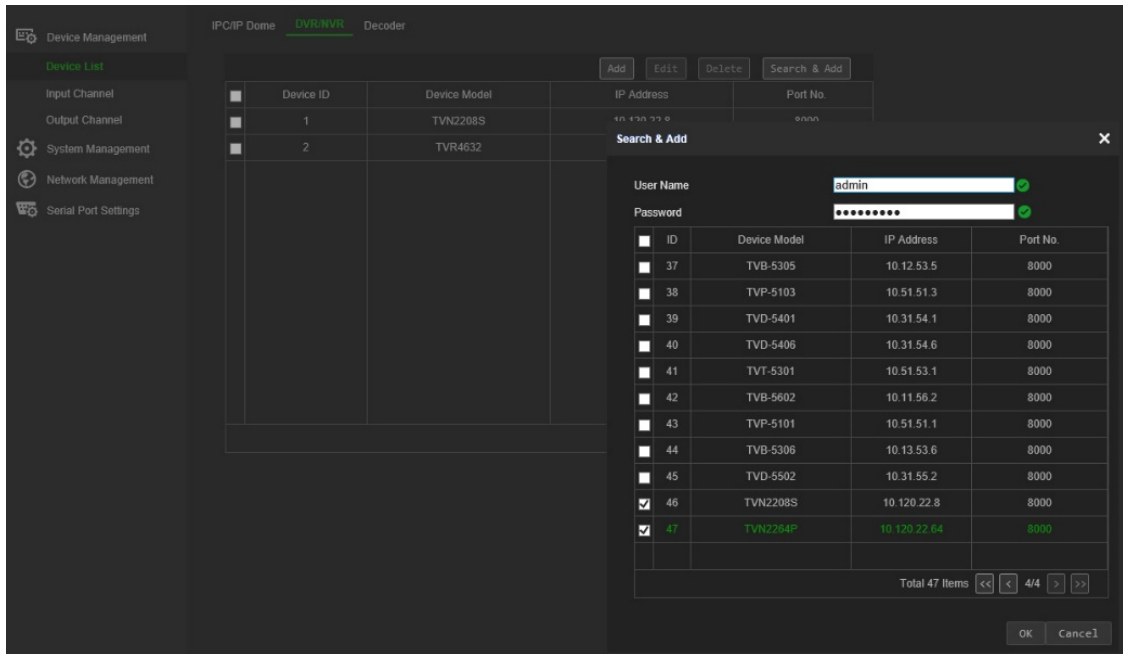 IPC/IP Dome DVR/NVR Decoder
Device Management
Device List
Input Channel
Output Channel
System Management
Network Management
Serial Port Settings
Add Edit Delete Search & Add
Device ID Device Model IP Address Port No.
1 TVN2208S 10.120.22.8 8000
2 TVR4632
Search & Add
User Name admin
Password •••••••••
ID Device Model IP Address Port No.
37 TVB-5305 10.12.53.5 8000
38 TVP-5103 10.51.51.3 8000
39 TVD-5401 10.31.54.1 8000
40 TVD-5406 10.31.54.6 8000
41 TVT-5301 10.51.53.1 8000
42 TVB-5602 10.11.56.2 8000
43 TVP-5101 10.51.51.1 8000
44 TVB-5306 10.13.53.6 8000
45 TVD-5502 10.31.55.2 8000
46 TVN2208S 10.120.22.8 8000
47 TVN2264P 10.120.22.64 8000
Total 47 Items << < 4/4 > >>
OK Cancel